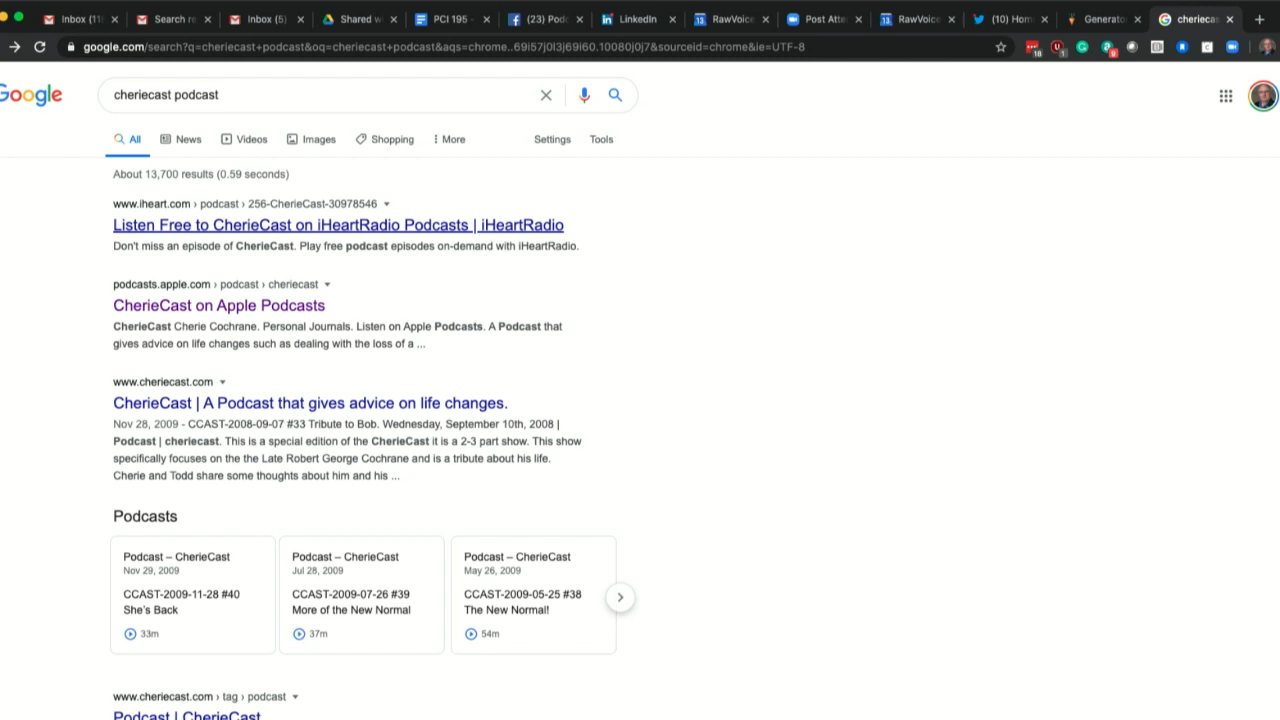 Inbox (11
Search re
Inbox (5)
Shared w
PCI 195 -
(23) Pod
LinkedIn
RawVoice
Post Atte
RawVoice
(10) Hom
Generato
cheriecas
google.com/search?q=cheriecast+podcast&oq=cheriecast+podcast&aqs=chrome..69i57j0l3j69i60.10080j0j7&sourceid=chrome&ie=UTF-8
18
1
Google
cheriecast podcast
All
News
Videos
Images
Shopping
More
Settings
Tools
About 13,700 results (0.59 seconds)
www.iheart.com › podcast › 256-CherieCast-30978546
Listen Free to CherieCast on iHeartRadio Podcasts | iHeartRadio
Don't miss an episode of CherieCast. Play free podcast episodes on-demand with iHeartRadio.
podcasts.apple.com › podcast › cheriecast
CherieCast on Apple Podcasts
CherieCast Cherie Cochrane. Personal Journals. Listen on Apple Podcasts. A Podcast that
gives advice on life changes such as dealing with the loss of a ...
www.cheriecast.com
CherieCast | A Podcast that gives advice on life changes.
Nov 28, 2009 - CCAST-2008-09-07 #33 Tribute to Bob. Wednesday, September 10th, 2008 |
Podcast | cheriecast. This is a special edition of the CherieCast it is a 2-3 part show. This show
specifically focuses on the the Late Robert George Cochrane and is a tribute about his life.
Cherie and Todd share some thoughts about him and his ...
Podcasts
Podcast – CherieCast
Nov 29, 2009
CCAST-2009-11-28 #40
She's Back
33m
Podcast – CherieCast
Jul 28, 2009
CCAST-2009-07-26 #39
More of the New Normal
37m
Podcast – CherieCast
May 26, 2009
CCAST-2009-05-25 #38
The New Normal!
54m
www.cheriecast.com › tag › podcast
Podcast | CherieCast